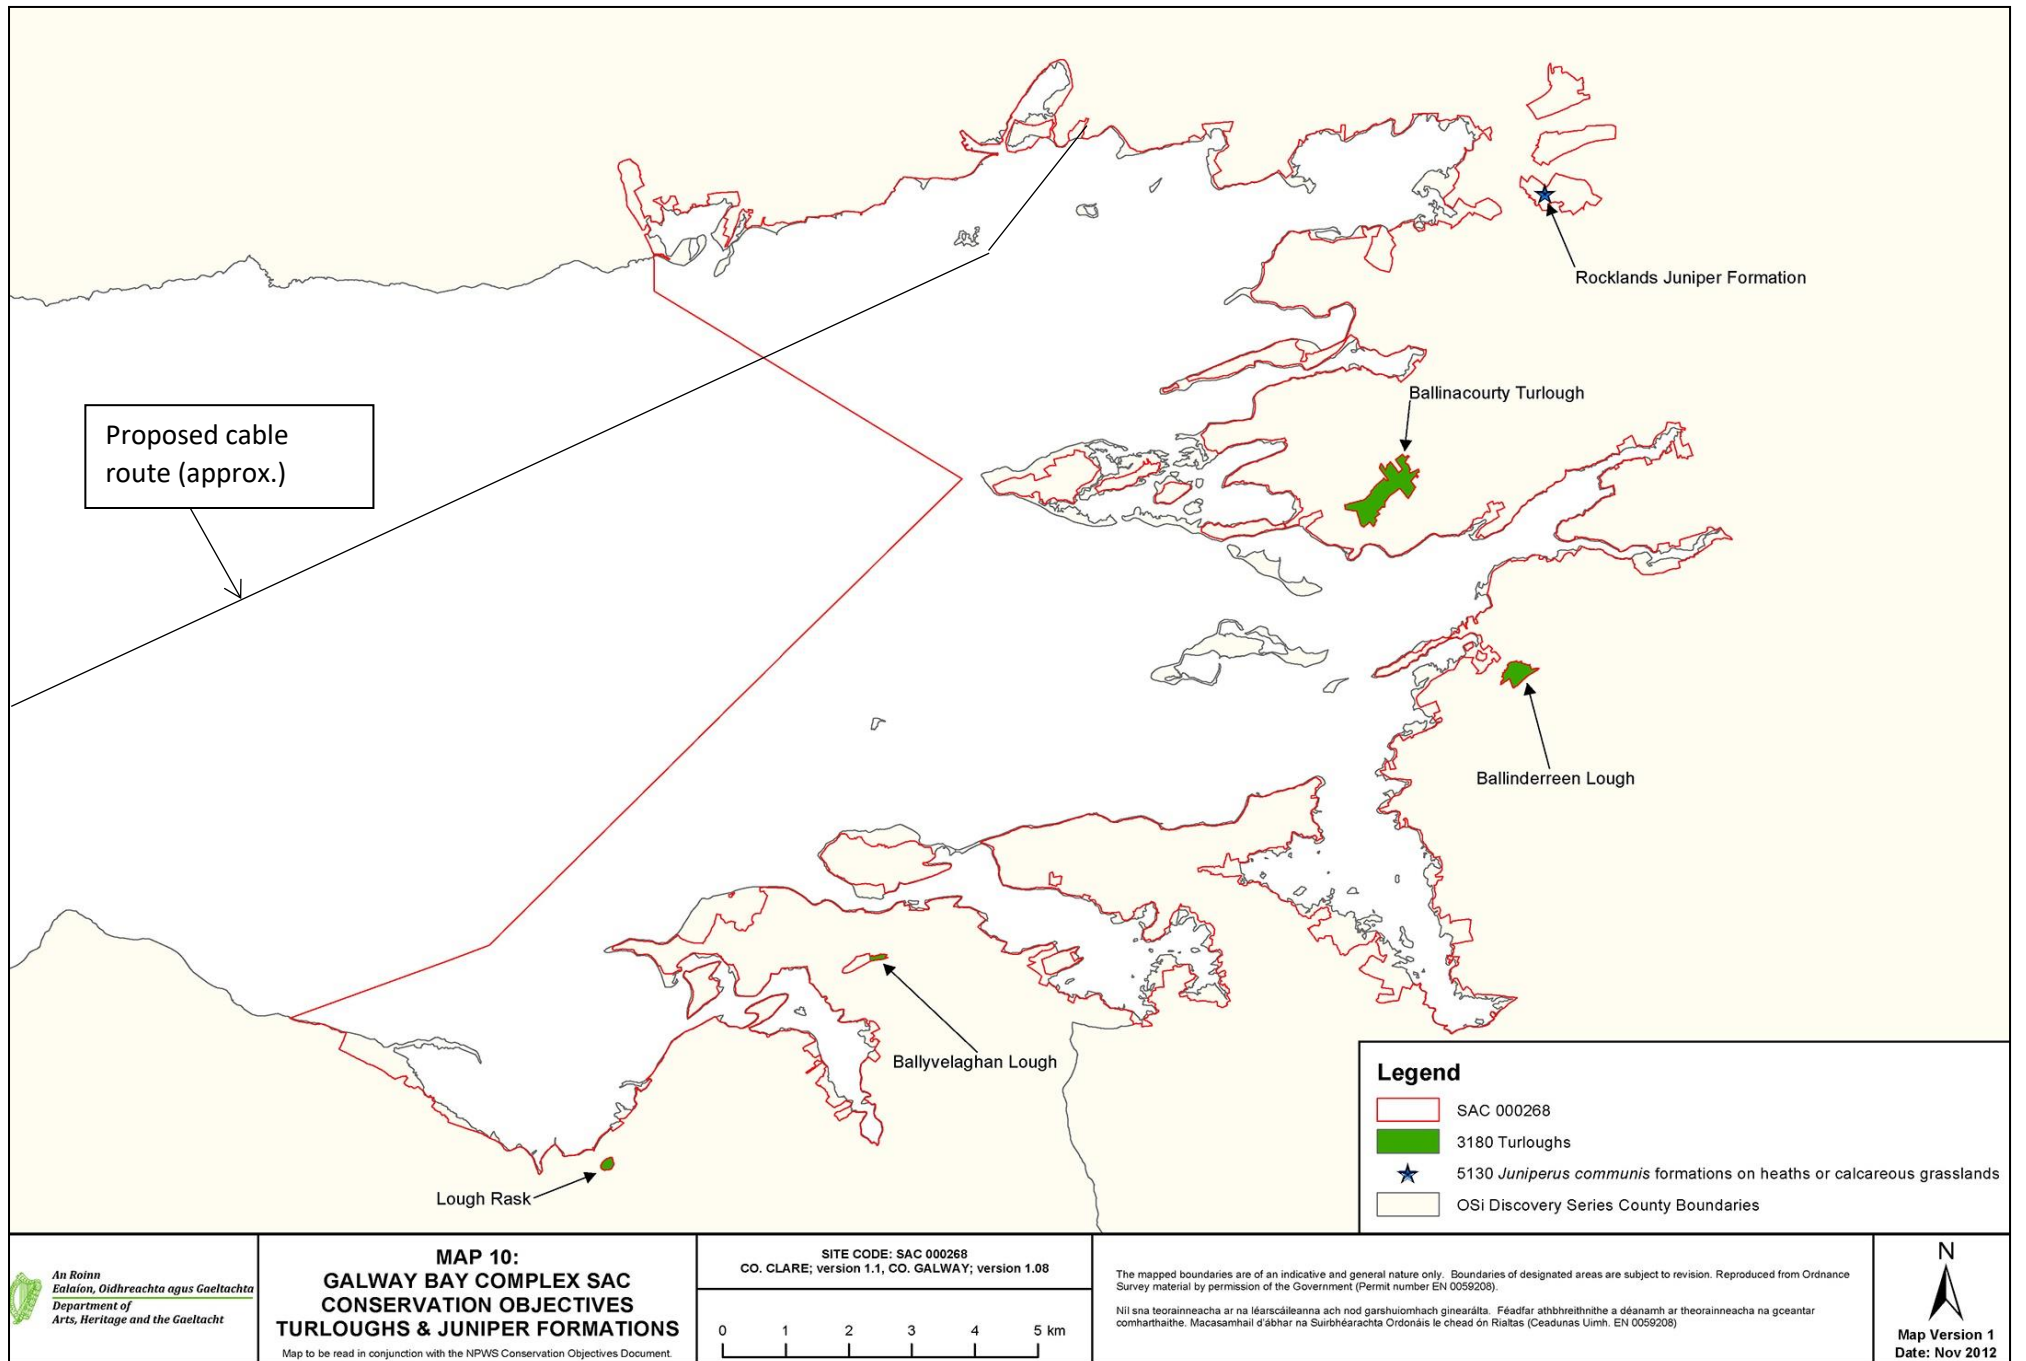 Rocklands Juniper Formation
Ballinacourty Turlough
Proposed cable
route (approx.)
Ballinderreen Lough
Ballyvelaghan Lough
Lough Rask
Legend
SAC 000268
3180 Turloughs
5130 Juniperus communis formations on heaths or calcareous grasslands
OSi Discovery Series County Boundaries
An Roinn
Ealaíon, Oidhreachta agus Gaeltachta
Department of
Arts, Heritage and the Gaeltacht
MAP 10:
GALWAY BAY COMPLEX SAC
CONSERVATION OBJECTIVES
TURLOUGHS & JUNIPER FORMATIONS
Map to be read in conjunction with the NPWS Conservation Objectives Document.
SITE CODE: SAC 000268
CO. CLARE; version 1.1, CO. GALWAY; version 1.08
0 1 2 3 4 5 km
The mapped boundaries are of an indicative and general nature only. Boundaries of designated areas are subject to revision. Reproduced from Ordnance
Survey material by permission of the Government (Permit number EN 0059208).
Níl sna teorainneacha ar na léarscáileanna ach nod garshuiomhach ginearálta. Féadfar athbhreithnithe a déanamh ar theorainneacha na gceantar
comharthaithe. Macasamhail d'ábhar na Suirbhéarachta Ordonáis le chead ón Rialtas (Ceadunas Uimh. EN 0059208)
N
Map Version 1
Date: Nov 2012